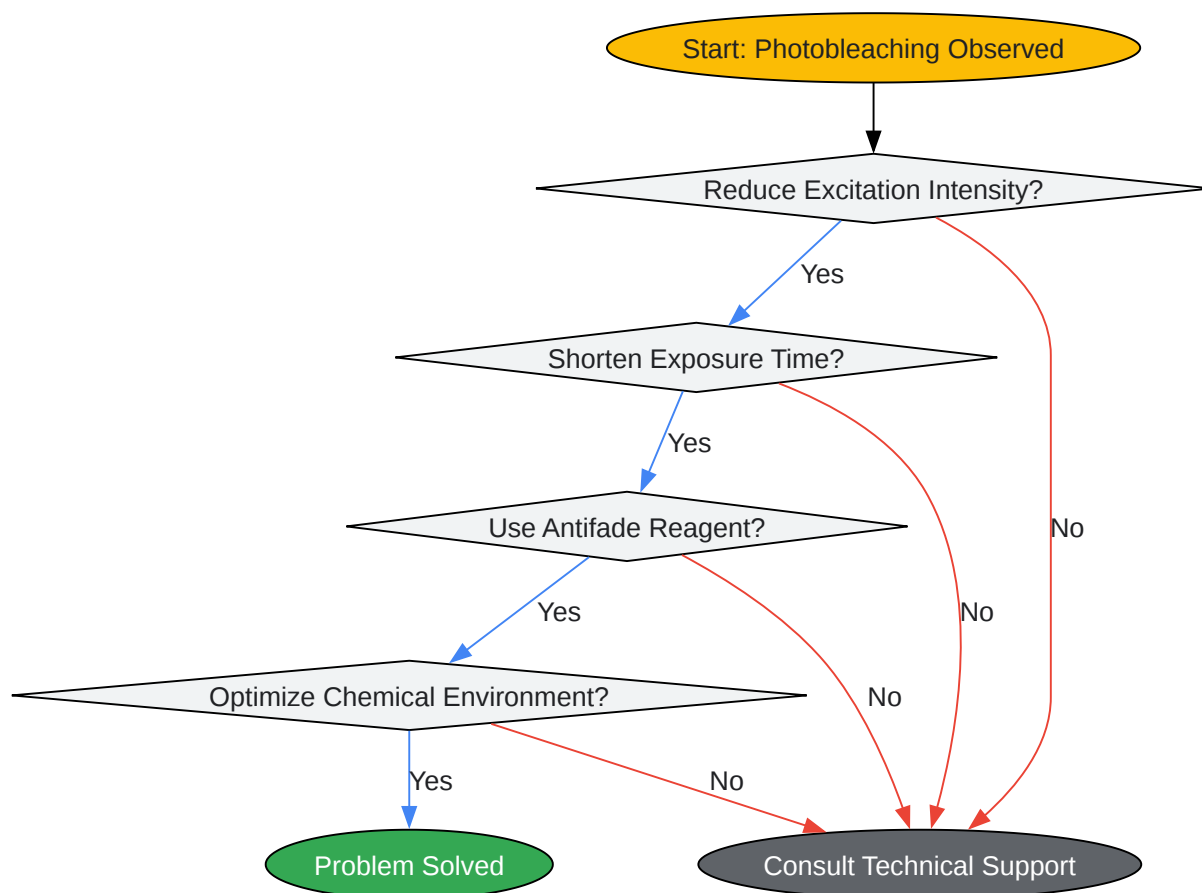 Start: Photobleaching Observed
Reduce Excitation Intensity?
Yes
Shorten Exposure Time?
Yes
Use Antifade Reagent?
No
Yes
No
Optimize Chemical Environment?
No
Yes
No
Problem Solved
Consult Technical Support